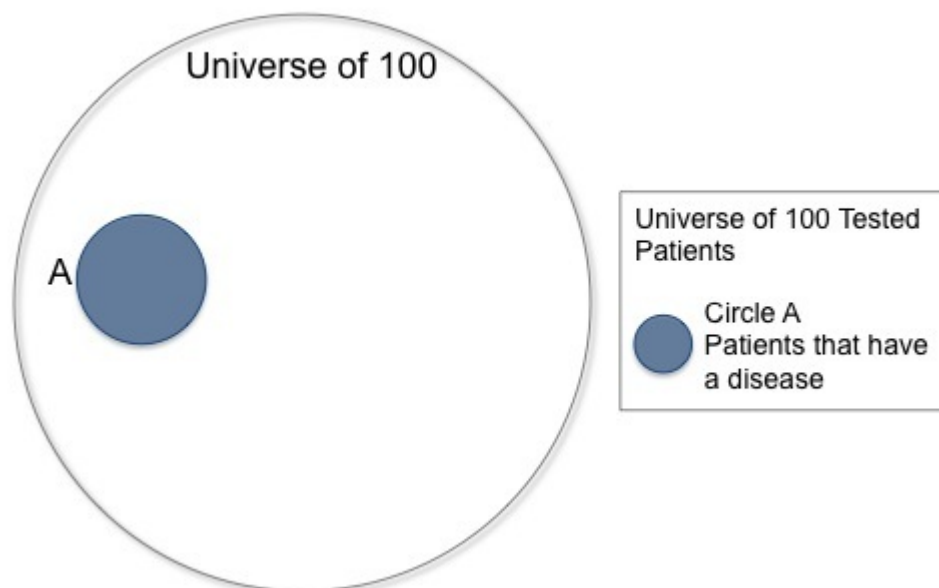 Universe of 100
A
Universe of 100 Tested
Patients
Circle A
Patients that have
a disease